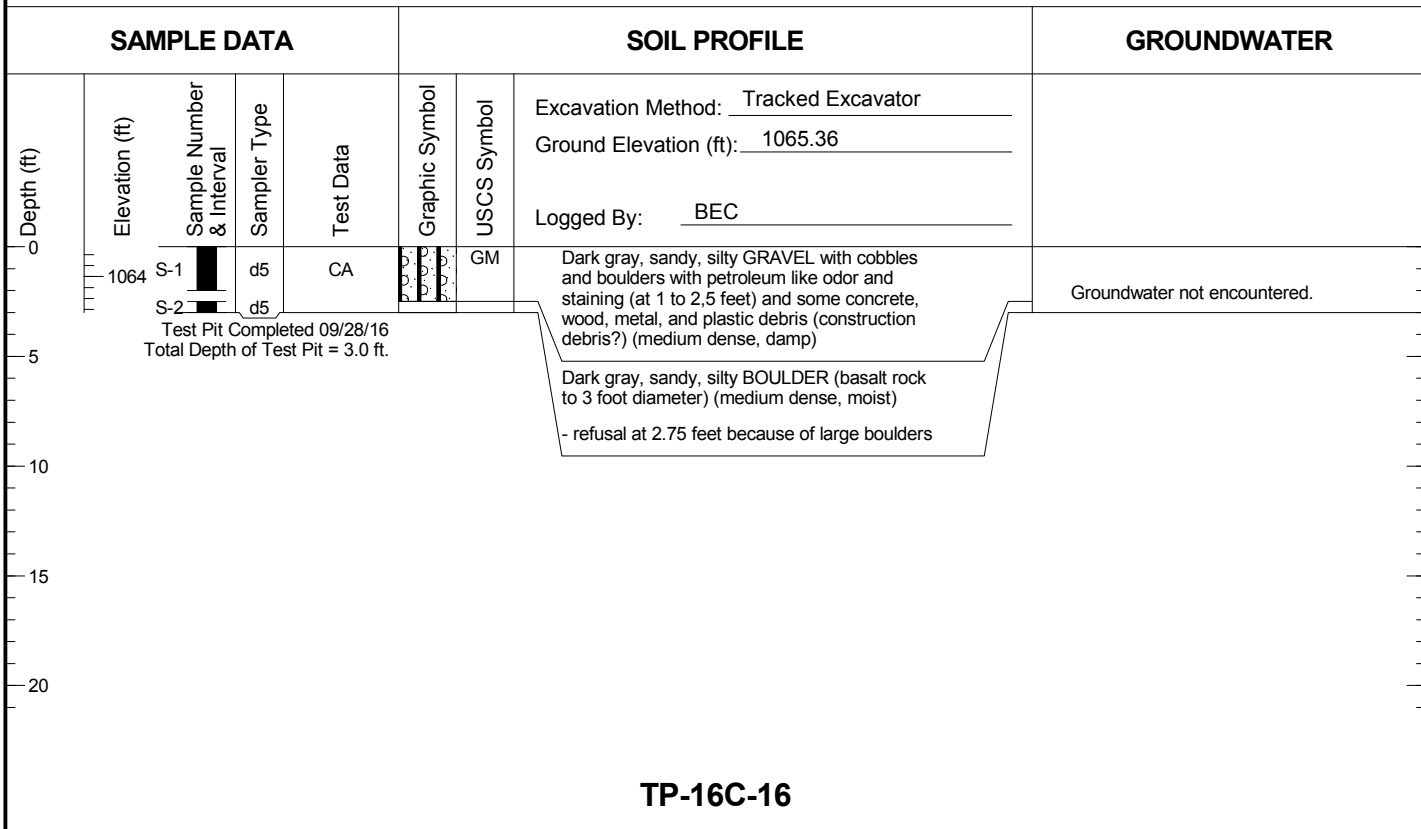 SAMPLE DATA
SOIL PROFILE
GROUNDWATER
Depth (ft)
Elevation (ft)
Sample Number
& Interval
Sampler Type
Test Data
Graphic Symbol
USCS Symbol
Excavation Method: Tracked Excavator
Ground Elevation (ft): 1065.36
Logged By: BEC
0
1064
S-1
d5
CA
GM
S-2
d5
Test Pit Completed 09/28/16
Total Depth of Test Pit = 3.0 ft.
Dark gray, sandy, silty GRAVEL with cobbles
and boulders with petroleum like odor and
staining (at 1 to 2,5 feet) and some concrete,
wood, metal, and plastic debris (construction
debris?) (medium dense, damp)
Dark gray, sandy, silty BOULDER (basalt rock
to 3 foot diameter) (medium dense, moist)
- refusal at 2.75 feet because of large boulders
Groundwater not encountered.
5
10
15
20
TP-16C-16